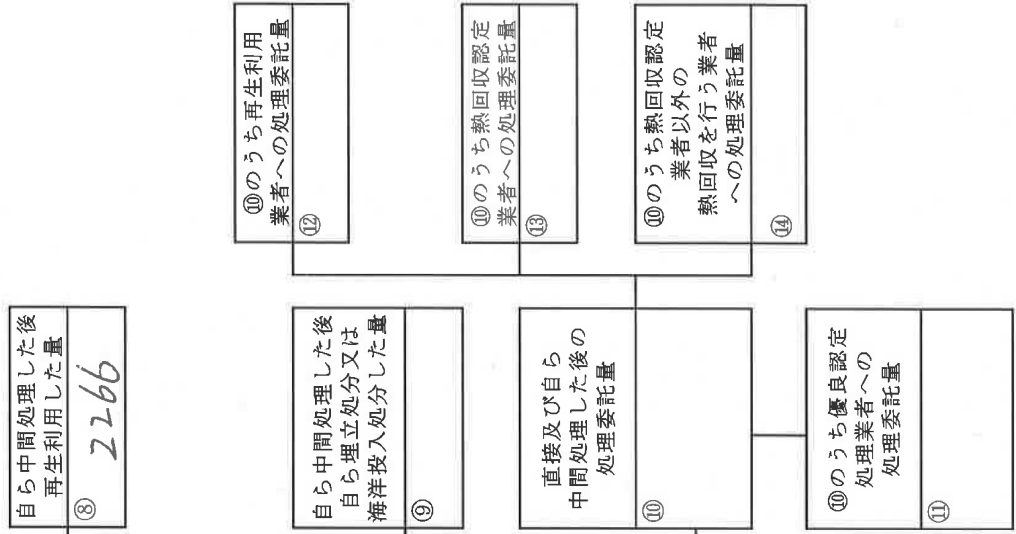 自ら中間処理した後
再生利用した量
⑧
2266
自ら中間処理した後
自ら埋立処分又は
海洋投入処分した量
⑨
直接及び自ら
中間処理した後の
処理委託量
⑩
⑩のうち優良認定
処理業者への
処理委託量
⑪
⑩のうち再生利用
業者への処理委託量
⑫
⑩のうち熱回収認定
業者への処理委託量
⑬
⑩のうち熱回収認定
業者以外の
熱回収を行う業者
への処理委託量
⑭